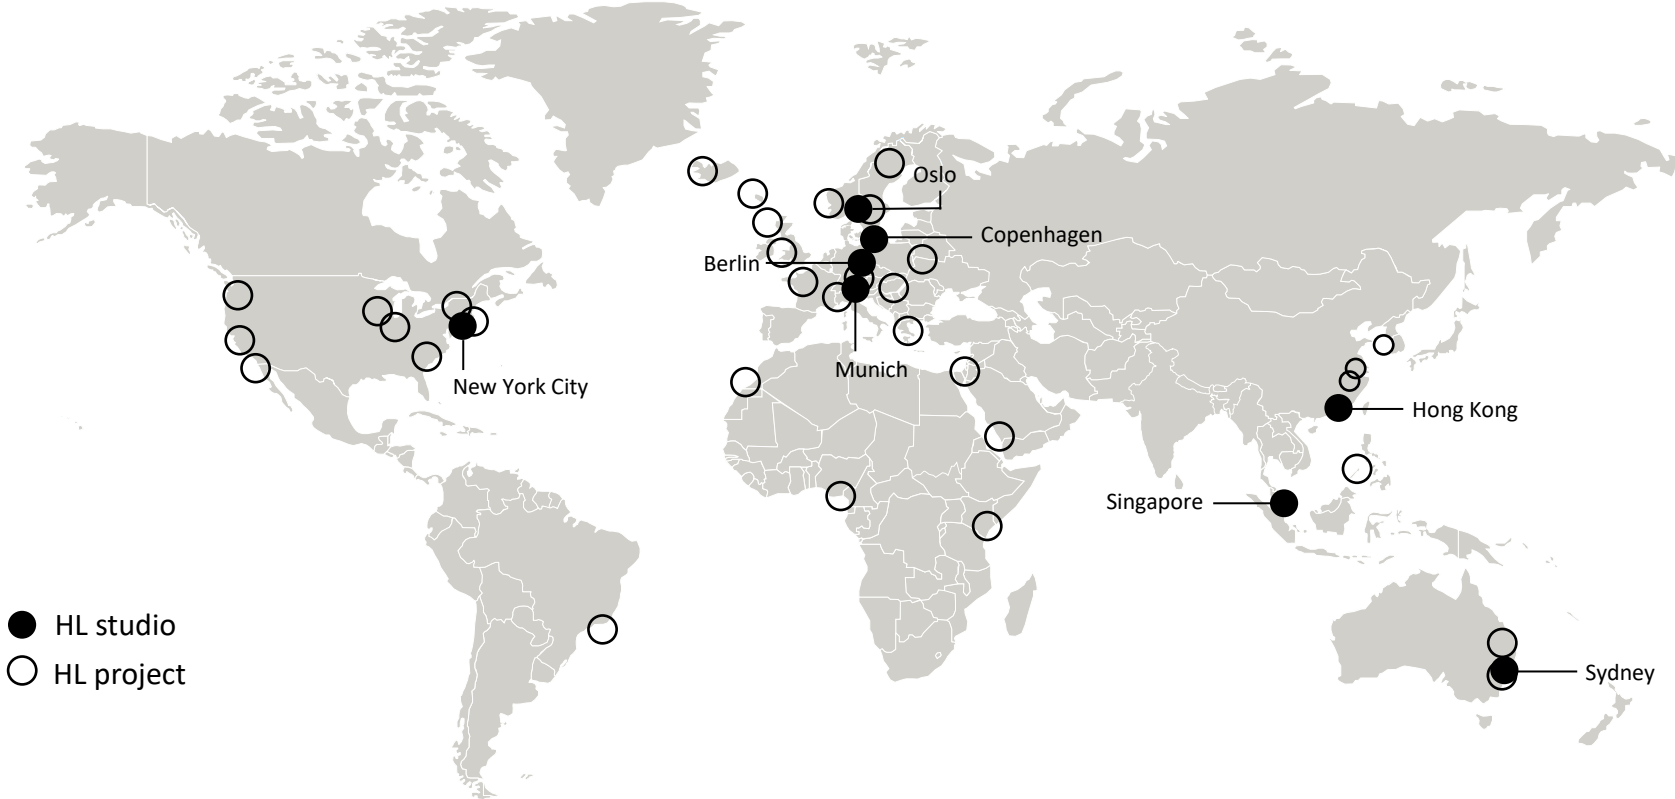 Oslo
Copenhagen
Berlin
Munich
New York City
Hong Kong
Singapore
HL studio
HL project
Sydney